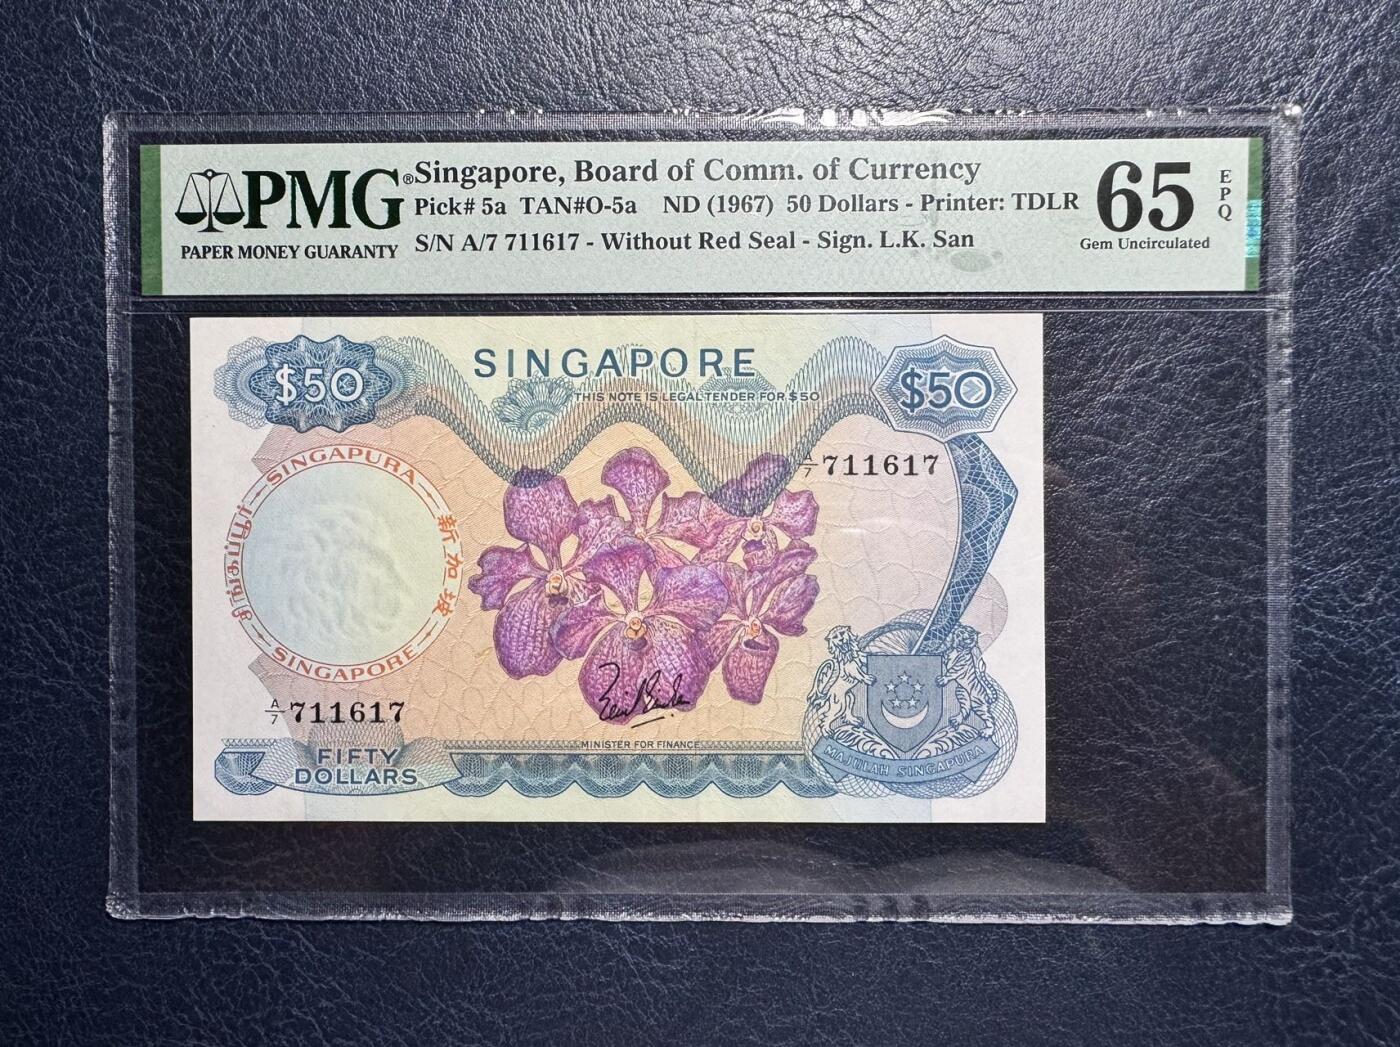 PMG®
PAPER MONEY GUARANTY
Singapore, Board of Comm. of Currency
Pick# 5a TAN#O-5a ND (1967) 50 Dollars - Printer: TDLR
S/N A/7 711617 - Without Red Seal - Sign. L.K. San
65
EPQ
Gem Uncirculated
$50
SINGAPORE
THIS NOTE IS LEGAL TENDER FOR $50
$50
A/7 711617
SINGAPURA
சிங்கப்பூர்
新加坡
SINGAPORE
A/7 711617
FIFTY
DOLLARS
MINISTER FOR FINANCE
MAJULAH SINGAPURA